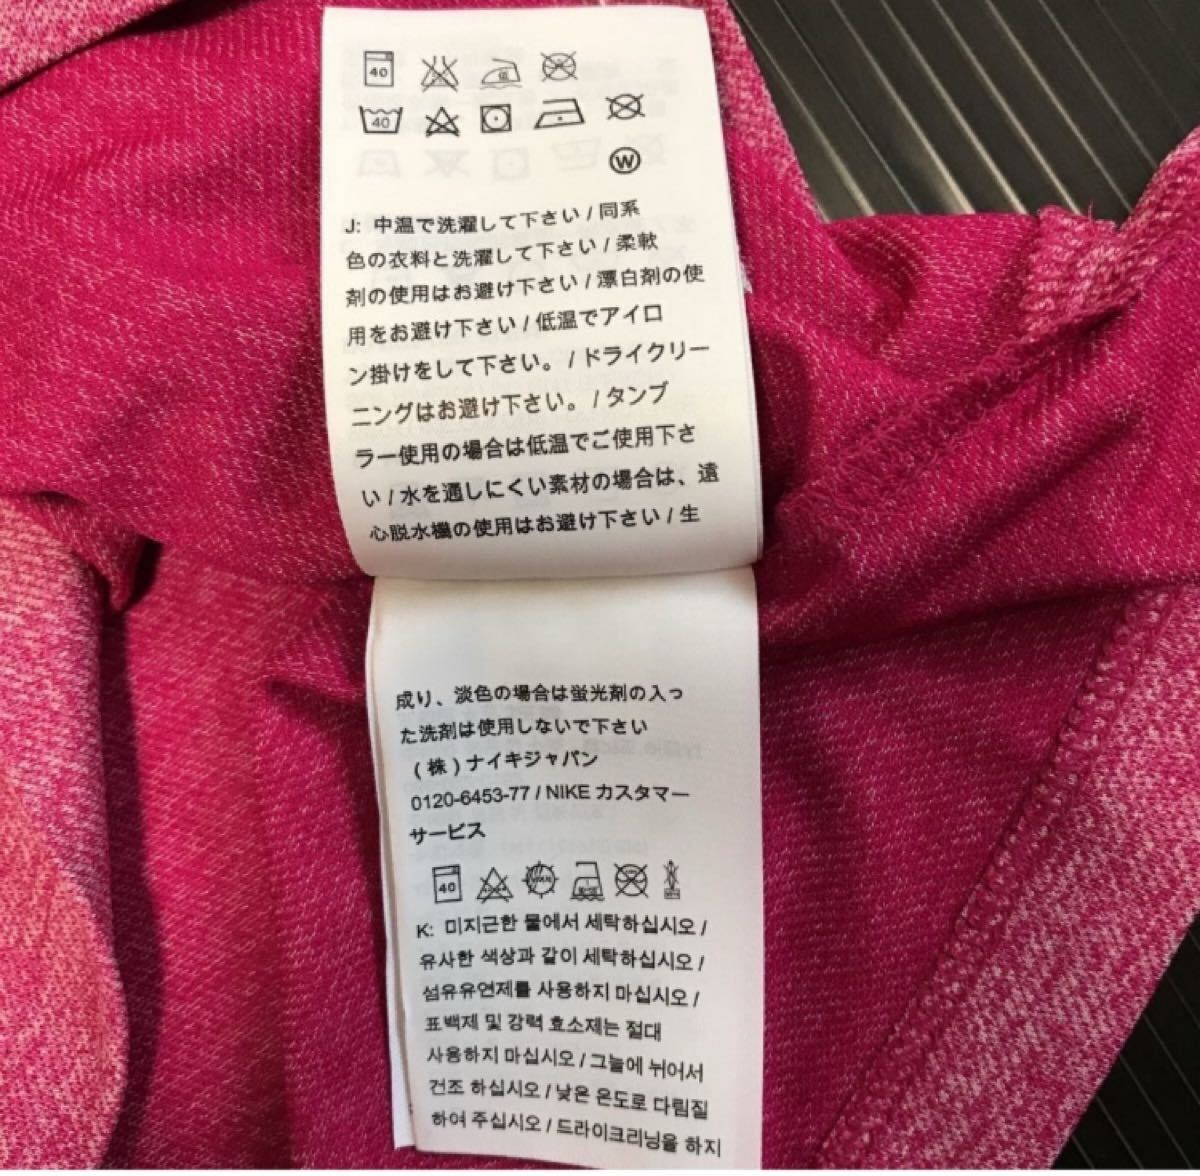 40
40
W
J: 中温で洗濯して下さい / 同系
色の衣料と洗濯して下さい / 柔軟
剤の使用はお避け下さい / 漂白剤の使
用をお避け下さい / 低温でアイロ
ン掛けをして下さい。 / ドライクリー
ニングはお避け下さい。 / タンブ
ラー使用の場合は低温でご使用下さ
い / 水を通しにくい素材の場合は、遠
心脱水機の使用はお避け下さい / 生
成り、淡色の場合は蛍光剤の入っ
た洗剤は使用しないで下さい
(株)ナイキジャパン
0120-6453-77 / NIKE カスタマー
サービス
40
K: 미지근한 물에서 세탁하십시오 /
유사한 색상과 같이 세탁하십시오 /
섬유유연제를 사용하지 마십시오 /
표백제 및 강력 효소제는 절대
사용하지 마십시오 / 그늘에 뉘어서
건조 하십시오 / 낮은 온도로 다림질
하여 주십시오 / 드라이크리닝을 하지